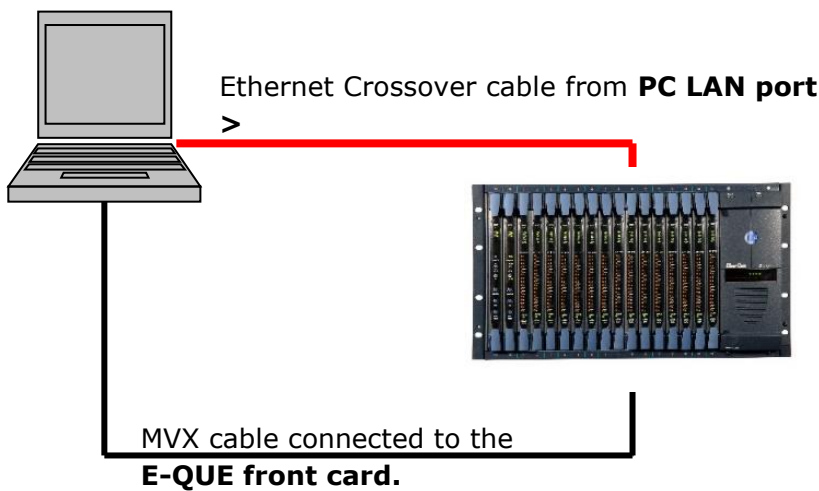 Ethernet Crossover cable from PC LAN port
>
MVX cable connected to the
E-QUE front card.